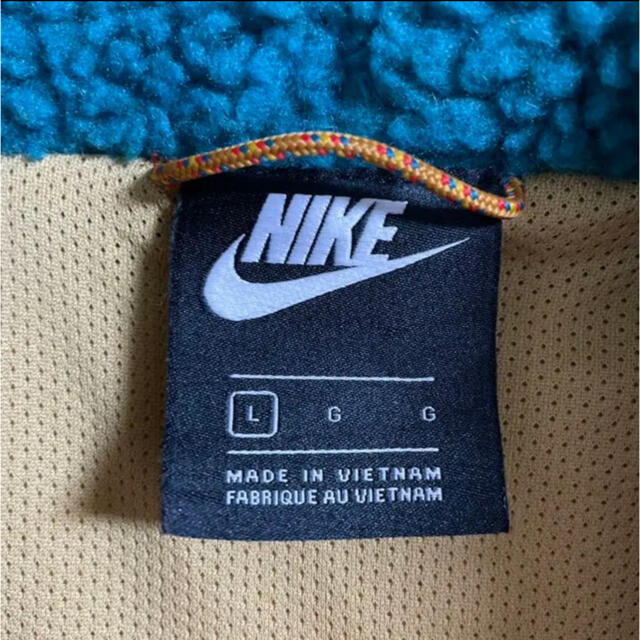 NIKE
L G G
MADE IN VIETNAM
FABRIQUE AU VIETNAM